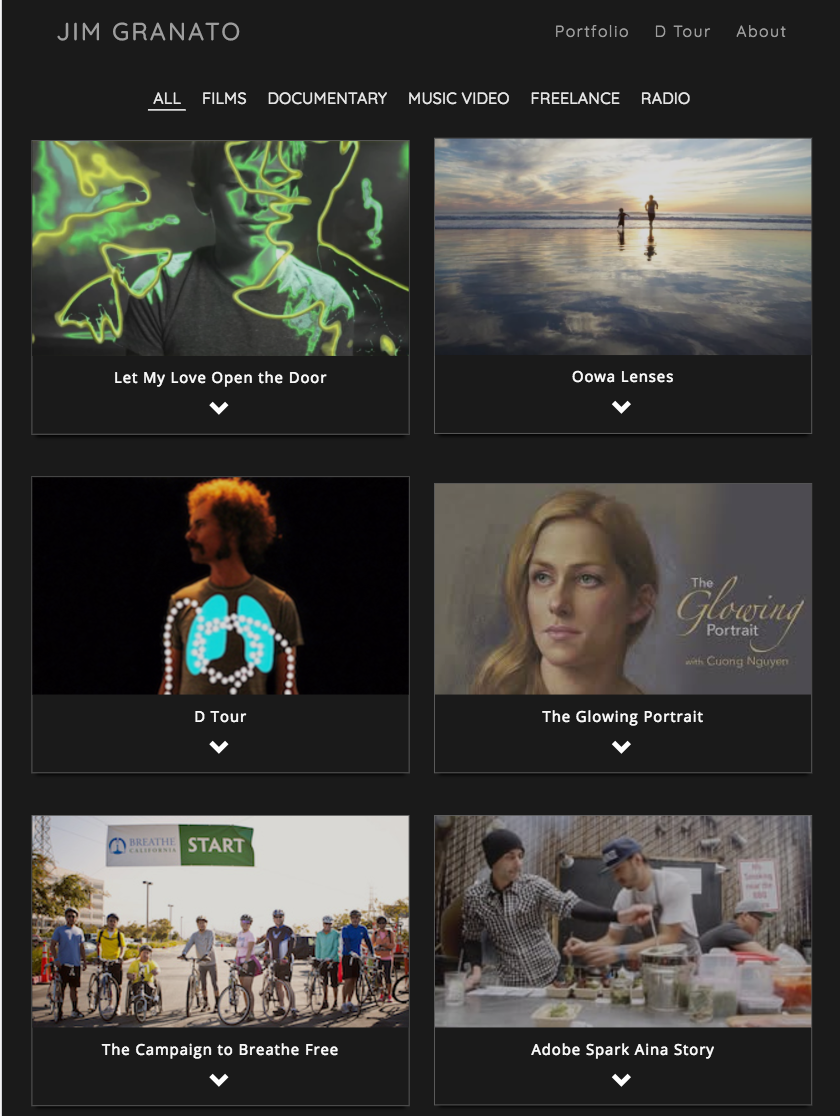 JIM GRANATO
Portfolio D Tour About
ALL FILMS DOCUMENTARY MUSIC VIDEO FREELANCE RADIO
Let My Love Open the Door
Oowa Lenses
D Tour
The
Glowing
Portrait
with Cuong Nguyen
The Glowing Portrait
BREATHE
CALIFORNIA
START
The Campaign to Breathe Free
No
Smoking
near the
BBQ
Adobe Spark Aina Story